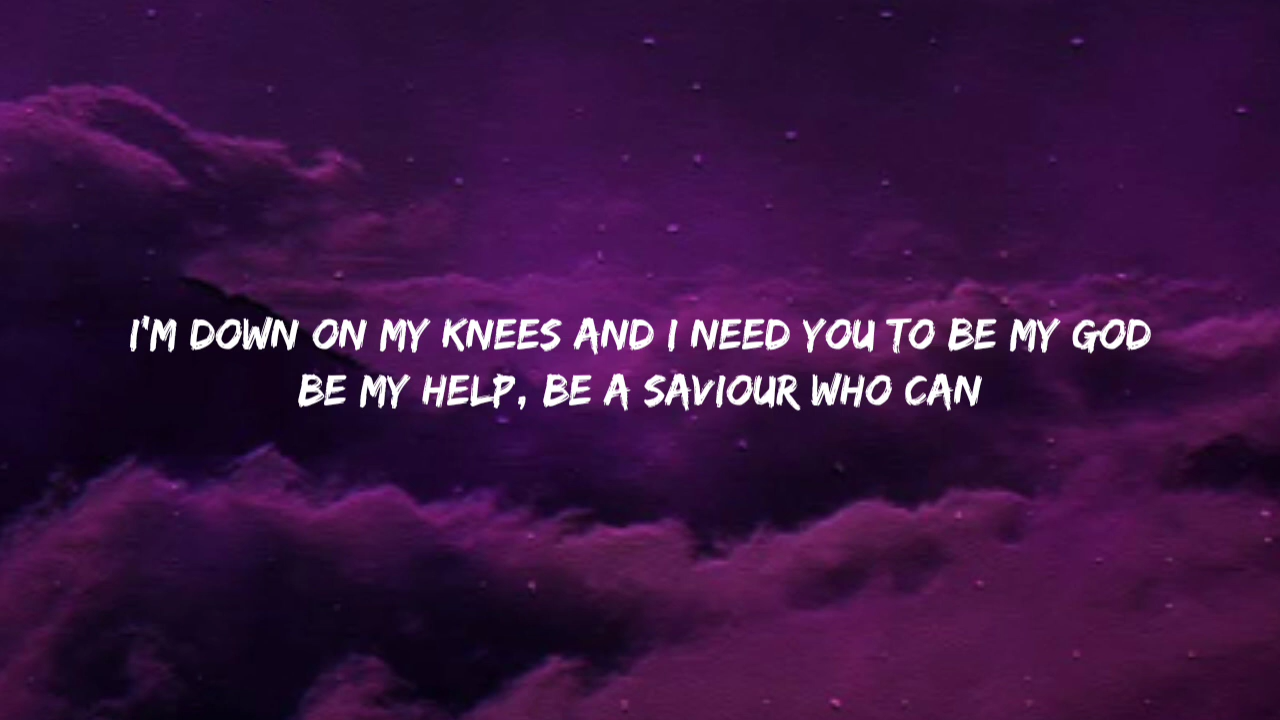 I'M DOWN ON MY KNEES AND I NEED YOU TO BE MY GOD
BE MY HELP, BE A SAVIOUR WHO CAN